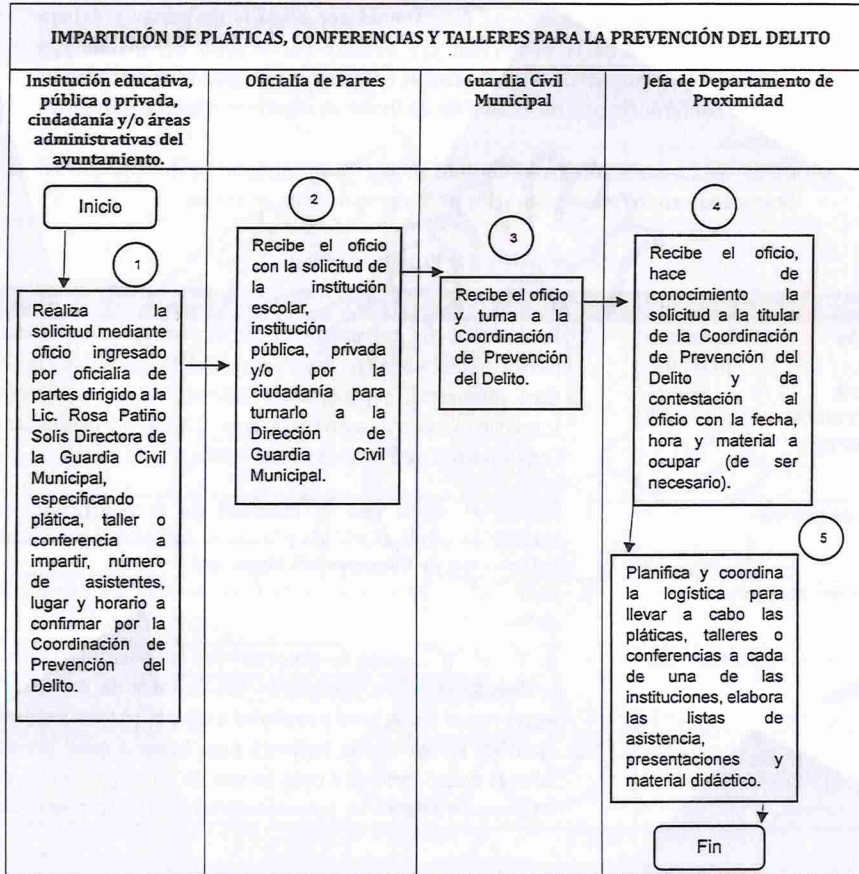 IMPARTICIÓN DE PLÁTICAS, CONFERENCIAS Y TALLERES PARA LA PREVENCIÓN DEL DELITO
Institución educativa,
pública o privada,
ciudadanía y/o áreas
administrativas del
ayuntamiento.
Oficialía de Partes
Guardia Civil
Municipal
Jefa de Departamento de
Proximidad
Inicio
1
Realiza la
solicitud mediante
oficio ingresado
por oficialía de
partes dirigido a la
Lic. Rosa Patiño
Solís Directora de
la Guardia Civil
Municipal,
especificando
plática, taller o
conferencia a
impartir, número
de asistentes,
lugar y horario a
confirmar por la
Coordinación de
Prevención del
Delito.
2
Recibe el oficio
con la solicitud de
la institución
escolar,
institución
pública, privada
y/o por la
ciudadanía para
turnarlo a la
Dirección de
Guardia Civil
Municipal.
3
Recibe el oficio
y turna a la
Coordinación
de Prevención
del Delito.
Recibe el oficio,
hace de
conocimiento la
solicitud a la titular
de la Coordinación
de Prevención del
Delito y da
contestación al
oficio con la fecha,
hora y material a
ocupar (de ser
necesario).
5
Planifica y coordina
la logística para
llevar a cabo las
pláticas, talleres o
conferencias a cada
de una de las
instituciones, elabora
las listas de
asistencia,
presentaciones y
material didáctico.
Fin